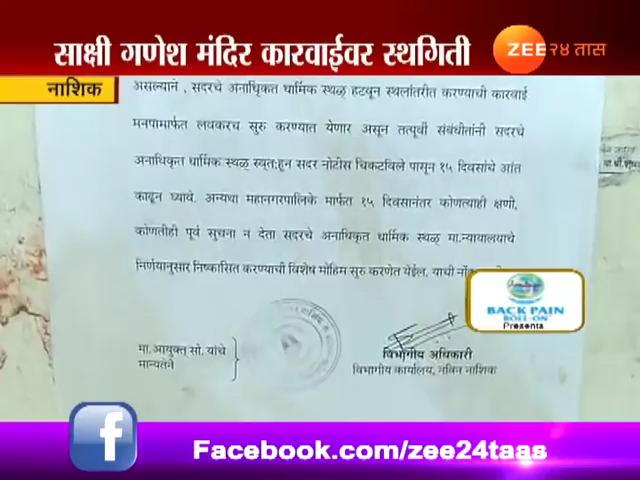 साक्षी गणेश मंदिर कारवाईवर स्थगिती
ZEE २४ तास
नाशिक
असल्याने , सदरचे अनाधिकृत धार्मिक स्थळ हटवून स्थलांतरीत करण्याची कारवाई
मनपामार्फत लवकरच सुरु करण्यात येणार असून तत्पूर्वी संबंधीतांनी सदरचे
अनाधिकृत धार्मिक स्थळ स्वत:हून सदर नोटीस चिकटविले पासून १५ दिवसांचे आंत
काढून घ्यावे. अन्यथा महानगरपालिके मार्फत १५ दिवसानंतर कोणत्याही क्षणी,
कोणतीही पूर्व सुचना न देता सदरचे अनाधिकृत धार्मिक स्थळ मा.न्यायालयाचे
निर्णयानुसार निष्कासित करण्याची विशेष मोहिम सुरु करणेत येईल, याची
BACK PAIN
ROLL-ON
Presents
मा.आयुक्त सो. यांचे
मान्यतेने
विभागीय अधिकारी
विभागीय कार्यालय, नविन नाशिक
Facebook.com/zee24taas